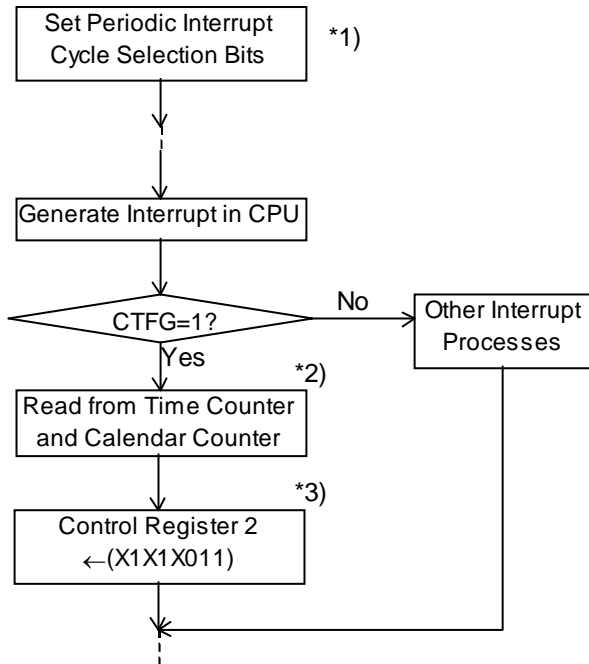 Set Periodic Interrupt
Cycle Selection Bits
*1)
Generate Interrupt in CPU
CTFG=1?
No
Other Interrupt
Processes
Yes
*2)
Read from Time Counter
and Calendar Counter
*3)
Control Register 2
←(X1X1X011)